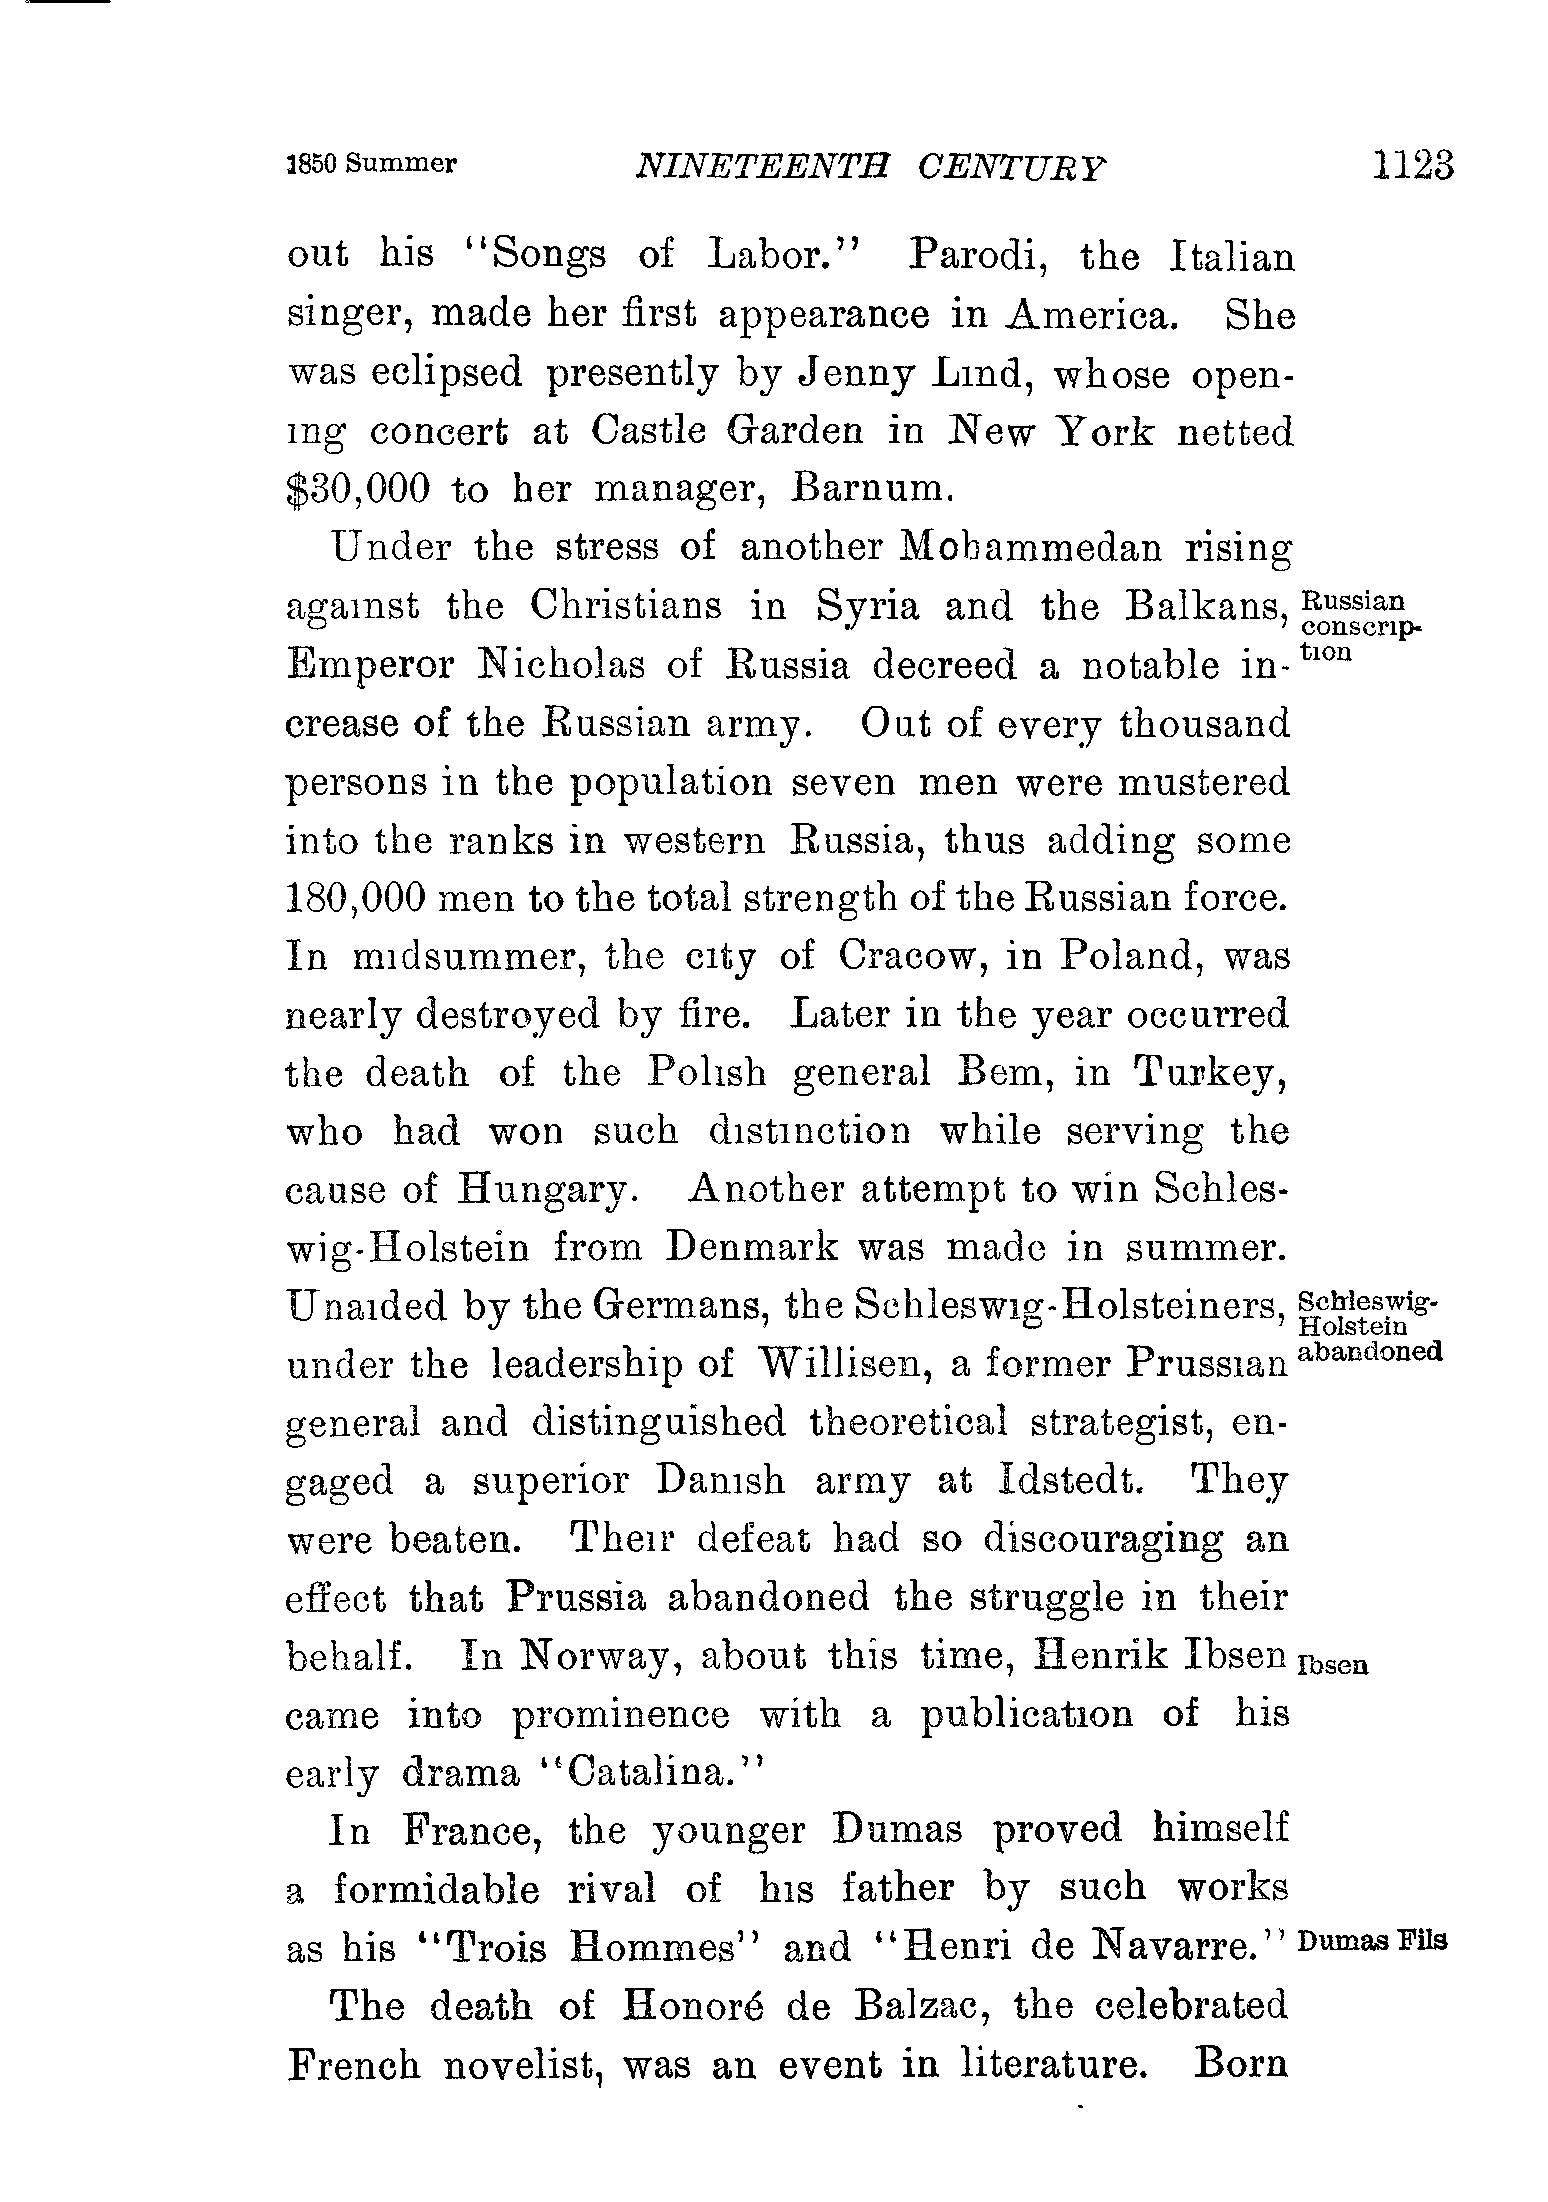 1850 Summer NINETEENTH CENTURY 1123
out his "Songs of Labor." Parodi, the Italian
singer, made her first appearance in America. She
was eclipsed presently by Jenny Lind, whose open-
ing concert at Castle Garden in New York netted
$30,000 to her manager, Barnum.
Under the stress of another Mohammedan rising
against the Christians in Syria and the Balkans,
Russian
conscrip-
tion
Emperor Nicholas of Russia decreed a notable in-
crease of the Russian army. Out of every thousand
persons in the population seven men were mustered
into the ranks in western Russia, thus adding some
180,000 men to the total strength of the Russian force.
In midsummer, the city of Cracow, in Poland, was
nearly destroyed by fire. Later in the year occurred
the death of the Polish general Bem, in Turkey,
who had won such distinction while serving the
cause of Hungary. Another attempt to win Schles-
wig-Holstein from Denmark was made in summer.
Unaided by the Germans, the Schleswig-Holsteiners,
Schleswig-
Holstein
abandoned
under the leadership of Willisen, a former Prussian
general and distinguished theoretical strategist, en-
gaged a superior Danish army at Idstedt. They
were beaten. Their defeat had so discouraging an
effect that Prussia abandoned the struggle in their
behalf. In Norway, about this time, Henrik Ibsen
Ibsen
came into prominence with a publication of his
early drama "Catalina."
In France, the younger Dumas proved himself
a formidable rival of his father by such works
as his "Trois Hommes" and "Henri de Navarre."
Dumas Fils
The death of Honoré de Balzac, the celebrated
French novelist, was an event in literature. Born